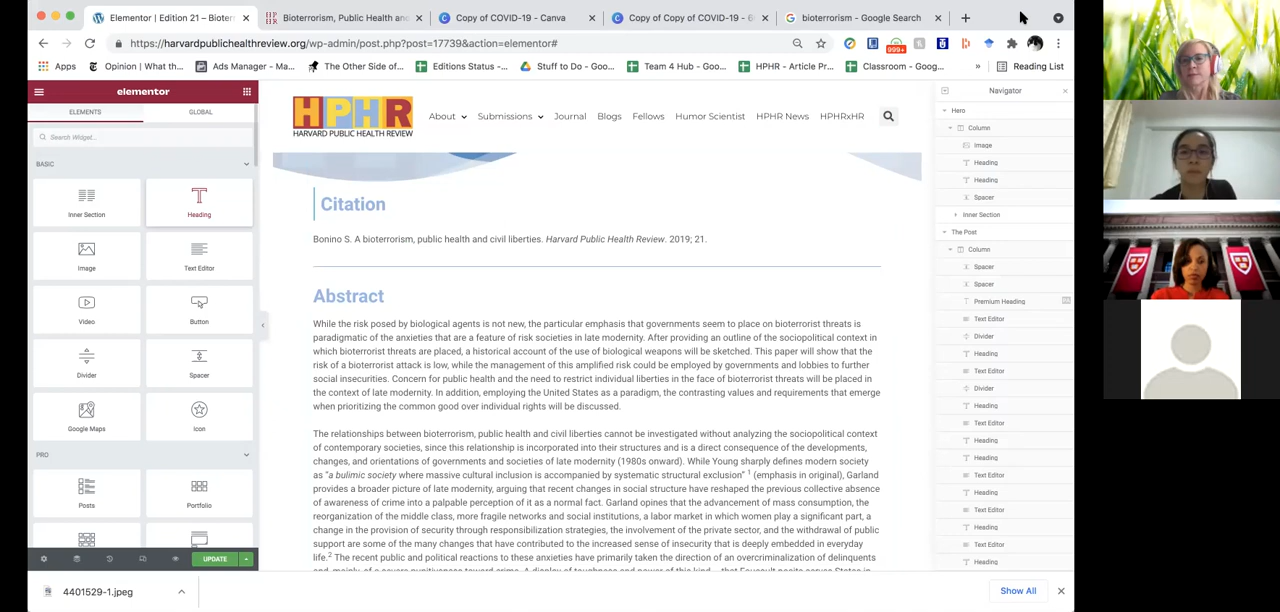 Elementor | Edition 21 – Bioter
Bioterrorism, Public Health and
Copy of COVID-19 - Canva
Copy of Copy of COVID-19 - 6
bioterrorism - Google Search
https://harvardpublichealthreview.org/wp-admin/post.php?post=17739&action=elementor#
999+
Apps
Opinion | What th...
Ads Manager - Ma...
The Other Side of...
Editions Status -...
Stuff to Do - Goo...
Team 4 Hub - Goo...
HPHR - Article Pr...
Classroom - Goog...
»
Reading List
elementor
ELEMENTS
GLOBAL
Search Widget...
BASIC
Inner Section
Heading
Image
Text Editor
Video
Button
Divider
Spacer
Google Maps
Icon
PRO
Posts
Portfolio
UPDATE
HPHR
HARVARD PUBLIC HEALTH REVIEW
About
Submissions
Journal
Blogs
Fellows
Humor Scientist
HPHR News
HPHRxHR
Citation
Bonino S. A bioterrorism, public health and civil liberties. Harvard Public Health Review. 2019; 21.
Abstract
While the risk posed by biological agents is not new, the particular emphasis that governments seem to place on bioterrorist threats is
paradigmatic of the anxieties that are a feature of risk societies in late modernity. After providing an outline of the sociopolitical context in
which bioterrorist threats are placed, a historical account of the use of biological weapons will be sketched. This paper will show that the
risk of a bioterrorist attack is low, while the management of this amplified risk could be employed by governments and lobbies to further
social insecurities. Concern for public health and the need to restrict individual liberties in the face of bioterrorist threats will be placed in
the context of late modernity. In addition, employing the United States as a paradigm, the contrasting values and requirements that emerge
when prioritizing the common good over individual rights will be discussed.
The relationships between bioterrorism, public health and civil liberties cannot be investigated without analyzing the sociopolitical context
of contemporary societies, since this relationship is incorporated into their structures and is a direct consequence of the developments,
changes, and orientations of governments and societies of late modernity (1980s onward). While Young sharply defines modern society
as “a bulimic society where massive cultural inclusion is accompanied by systematic structural exclusion” 1 (emphasis in original), Garland
provides a broader picture of late modernity, arguing that recent changes in social structure have reshaped the previous collective absence
of awareness of crime into a palpable perception of it as a normal fact. Garland opines that the advancement of mass consumption, the
reorganization of the middle class, more fragile networks and social institutions, a labor market in which women play a significant part, a
change in the provision of security through responsibilization strategies, the involvement of the private sector, and the withdrawal of public
support are some of the many changes that have contributed to the increased sense of insecurity that is deeply embedded in everyday
life.2 The recent public and political reactions to these anxieties have primarily taken the direction of an overcriminalization of delinquents
Navigator
Hero
Column
Image
Heading
Heading
Spacer
Inner Section
The Post
Column
Spacer
Spacer
Premium Heading
Text Editor
Divider
Heading
Text Editor
Divider
Heading
Text Editor
Heading
Heading
Text Editor
Heading
Text Editor
Heading
Text Editor
Heading
4401529-1.jpeg
Show All